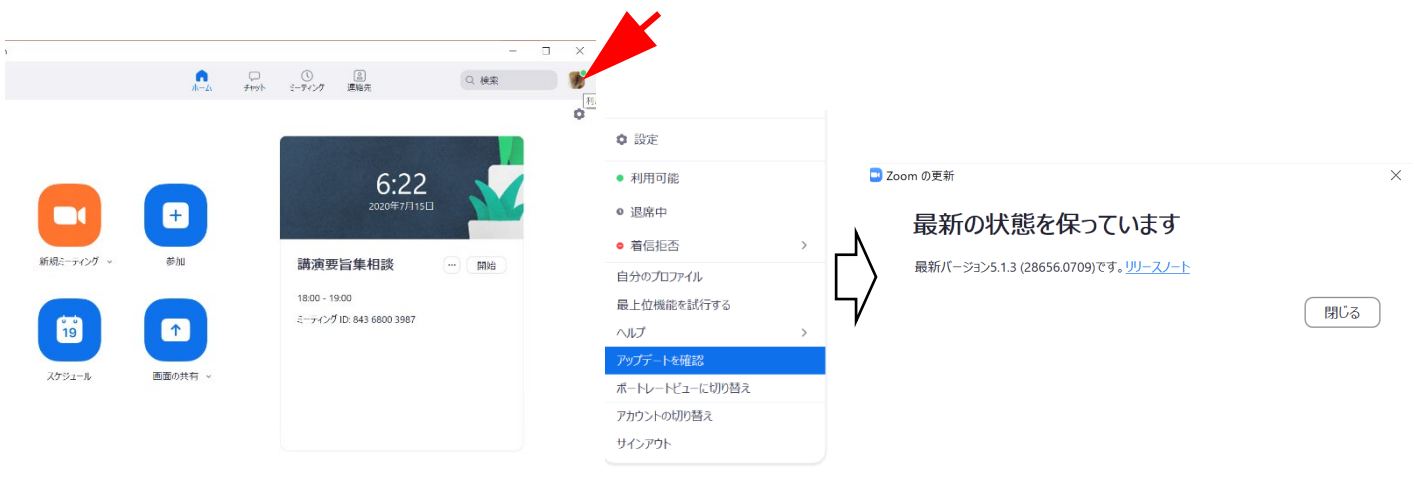 ホーム
チャット
ミーティング
連絡先
検索
新規ミーティング
参加
19
スケジュール
画面の共有
6:22
2020年7月15日
講演要旨集相談
開始
18:00 - 19:00
ミーティング ID: 843 6800 3987
設定
利用可能
退席中
着信拒否
自分のプロファイル
最上位機能を試行する
ヘルプ
アップデートを確認
ポートレートビューに切り替え
アカウントの切り替え
サインアウト
Zoom の更新
最新の状態を保っています
最新バージョン5.1.3 (28656.0709)です。リリースノート
閉じる